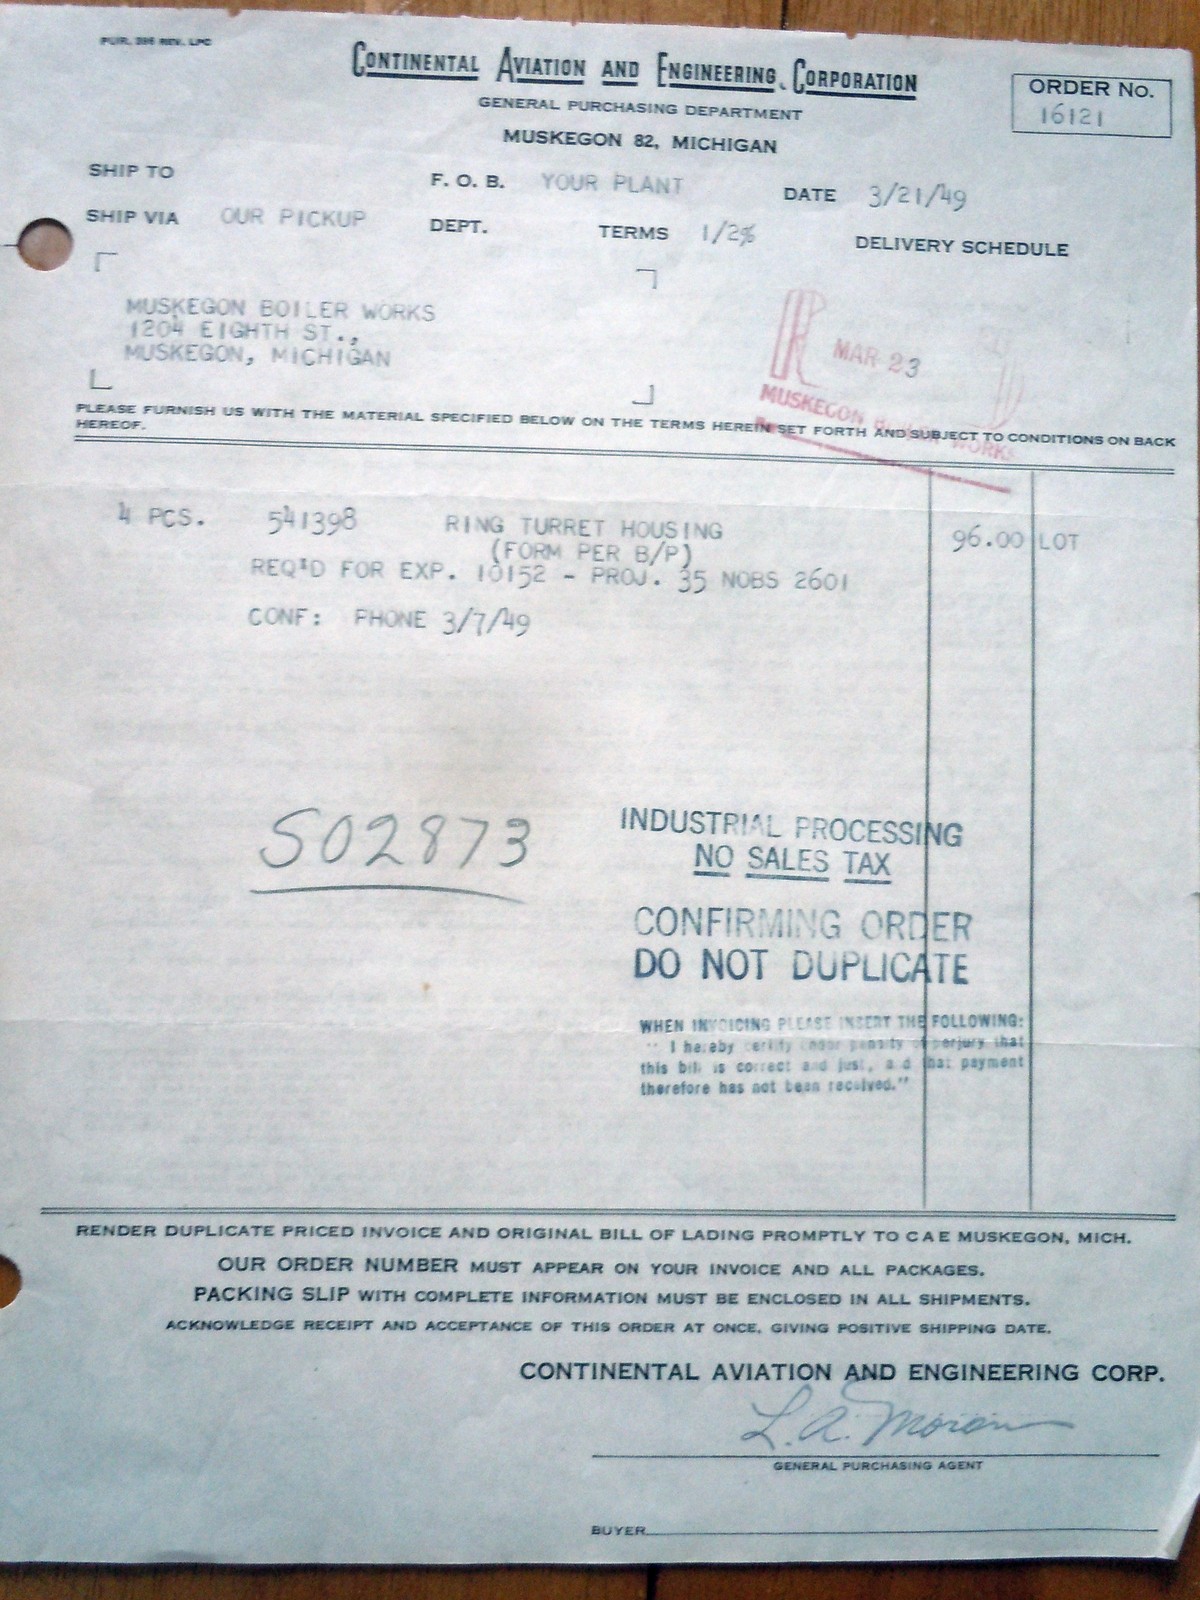 PUR. 396 REV. LPC
CONTINENTAL AVIATION AND ENGINEERING CORPORATION
GENERAL PURCHASING DEPARTMENT
MUSKEGON 82, MICHIGAN
ORDER NO.
16121
SHIP TO
F. O. B. YOUR PLANT
DATE 3/21/49
SHIP VIA OUR PICKUP
DEPT.
TERMS 1/2%
DELIVERY SCHEDULE
MUSKEGON BOILER WORKS
1204 EIGHTH ST.,
MUSKEGON, MICHIGAN
R D
MAR 23
MUSKEGON BOILER WORKS
PLEASE FURNISH US WITH THE MATERIAL SPECIFIED BELOW ON THE TERMS HEREIN SET FORTH AND SUBJECT TO CONDITIONS ON BACK
HEREOF.
4 PCS. 541398 RING TURRET HOUSING 96.00 LOT
(FORM PER B/P)
REQ'D FOR EXP. 10152 - PROJ. 35 NOBS 2601
CONF: PHONE 3/7/49
S02873
INDUSTRIAL PROCESSING
NO SALES TAX
CONFIRMING ORDER
DO NOT DUPLICATE
WHEN INVOICING PLEASE INSERT THE FOLLOWING:
"I hereby certify under penalty of perjury that
this bill is correct and just, and that payment
therefore has not been received."
RENDER DUPLICATE PRICED INVOICE AND ORIGINAL BILL OF LADING PROMPTLY TO C A E MUSKEGON, MICH.
OUR ORDER NUMBER MUST APPEAR ON YOUR INVOICE AND ALL PACKAGES.
PACKING SLIP WITH COMPLETE INFORMATION MUST BE ENCLOSED IN ALL SHIPMENTS.
ACKNOWLEDGE RECEIPT AND ACCEPTANCE OF THIS ORDER AT ONCE, GIVING POSITIVE SHIPPING DATE.
CONTINENTAL AVIATION AND ENGINEERING CORP.
L. A. Moran
GENERAL PURCHASING AGENT
BUYER